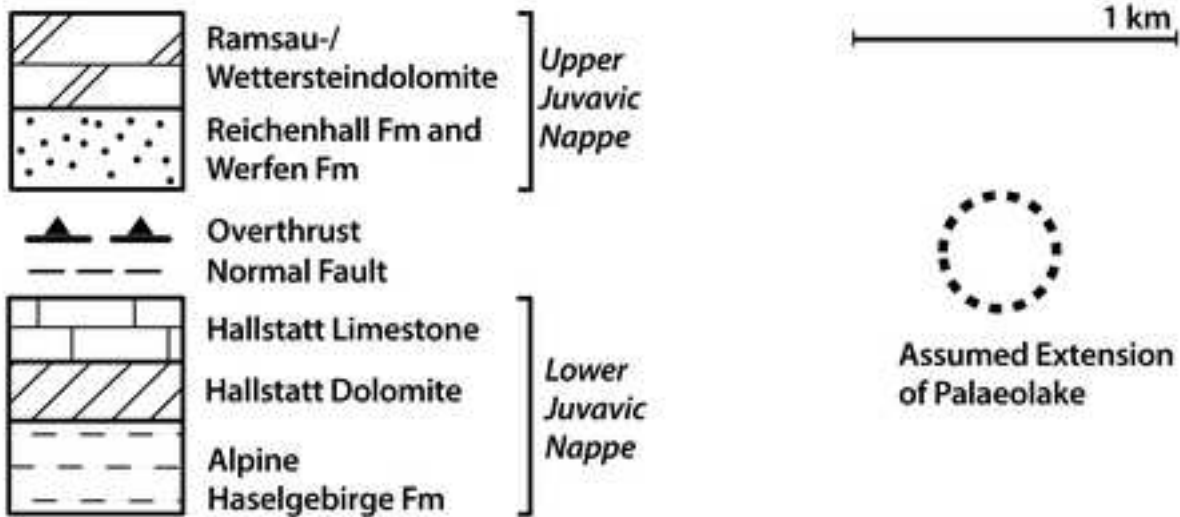 Ramsau-/
Wettersteindolomite
Reichenhall Fm and
Werfen Fm
Upper
Juvavic
Nappe
Overthrust
Normal Fault
Hallstatt Limestone
Hallstatt Dolomite
Alpine
Haselgebirge Fm
Lower
Juvavic
Nappe
1 km
Assumed Extension
of Palaeolake